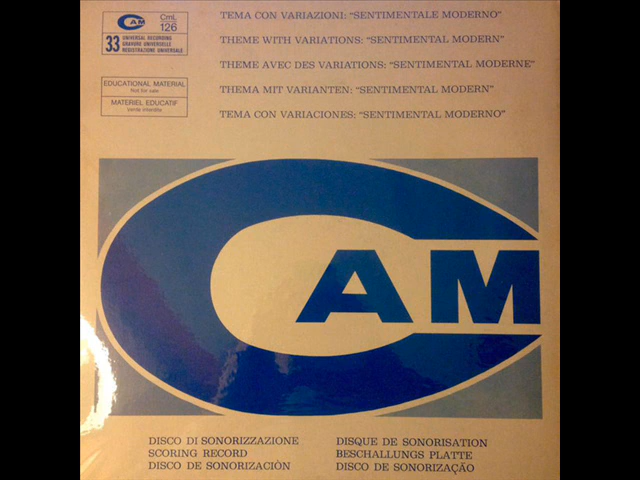 CAM
CmL
126
33
UNIVERSAL RECORDING
GRAVURE UNIVERSELLE
REGISTRAZIONE UNIVERSALE
EDUCATIONAL MATERIAL
Not for sale
MATÉRIEL EDUCATIF
Vente interdite
TEMA CON VARIAZIONI: "SENTIMENTALE MODERNO"
THEME WITH VARIATIONS: "SENTIMENTAL MODERN"
THEME AVEC DES VARIATIONS: "SENTIMENTAL MODERNE"
THEMA MIT VARIANTEN: "SENTIMENTAL MODERN"
TEMA CON VARIACIONES: "SENTIMENTAL MODERNO"
CAM
DISCO DI SONORIZZAZIONE
SCORING RECORD
DISCO DE SONORIZACIÒN
DISQUE DE SONORISATION
BESCHALLUNGS PLATTE
DISCO DE SONORIZAÇÃO